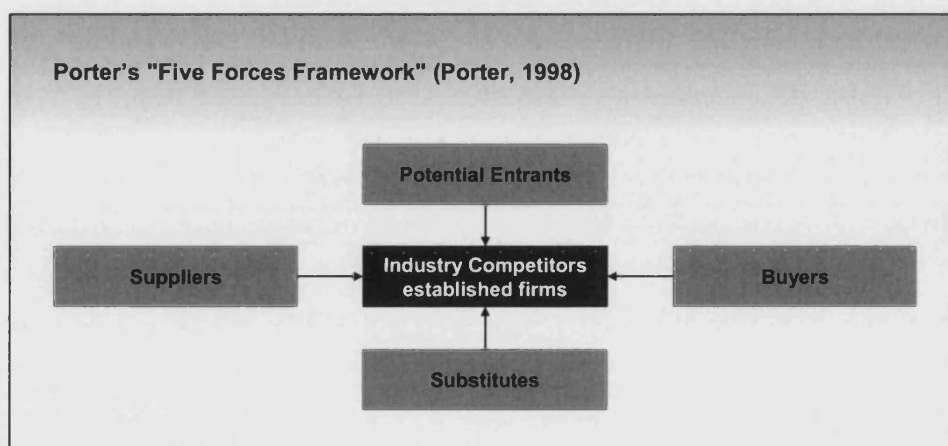 Porter's "Five Forces Framework" (Porter, 1998)
Potential Entrants
Suppliers
Industry Competitors
established firms
Buyers
Substitutes